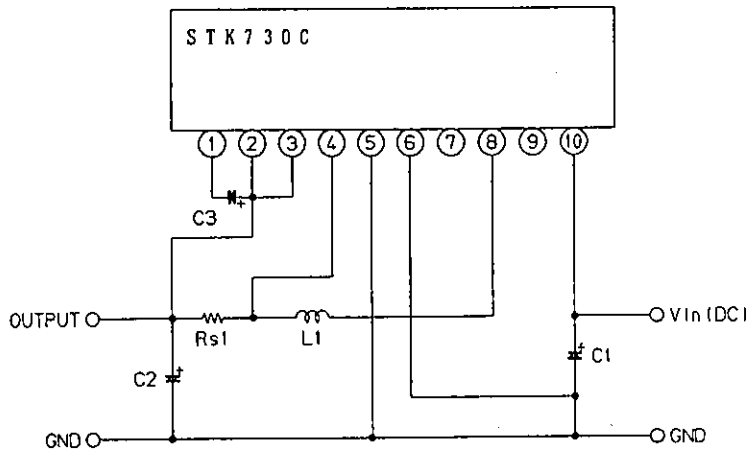 STK730C
1 2 3 4 5 6 7 8 9 10
C3 +
OUTPUT Rs1 L1 Vin(DC)
C2 + + C1
GND GND